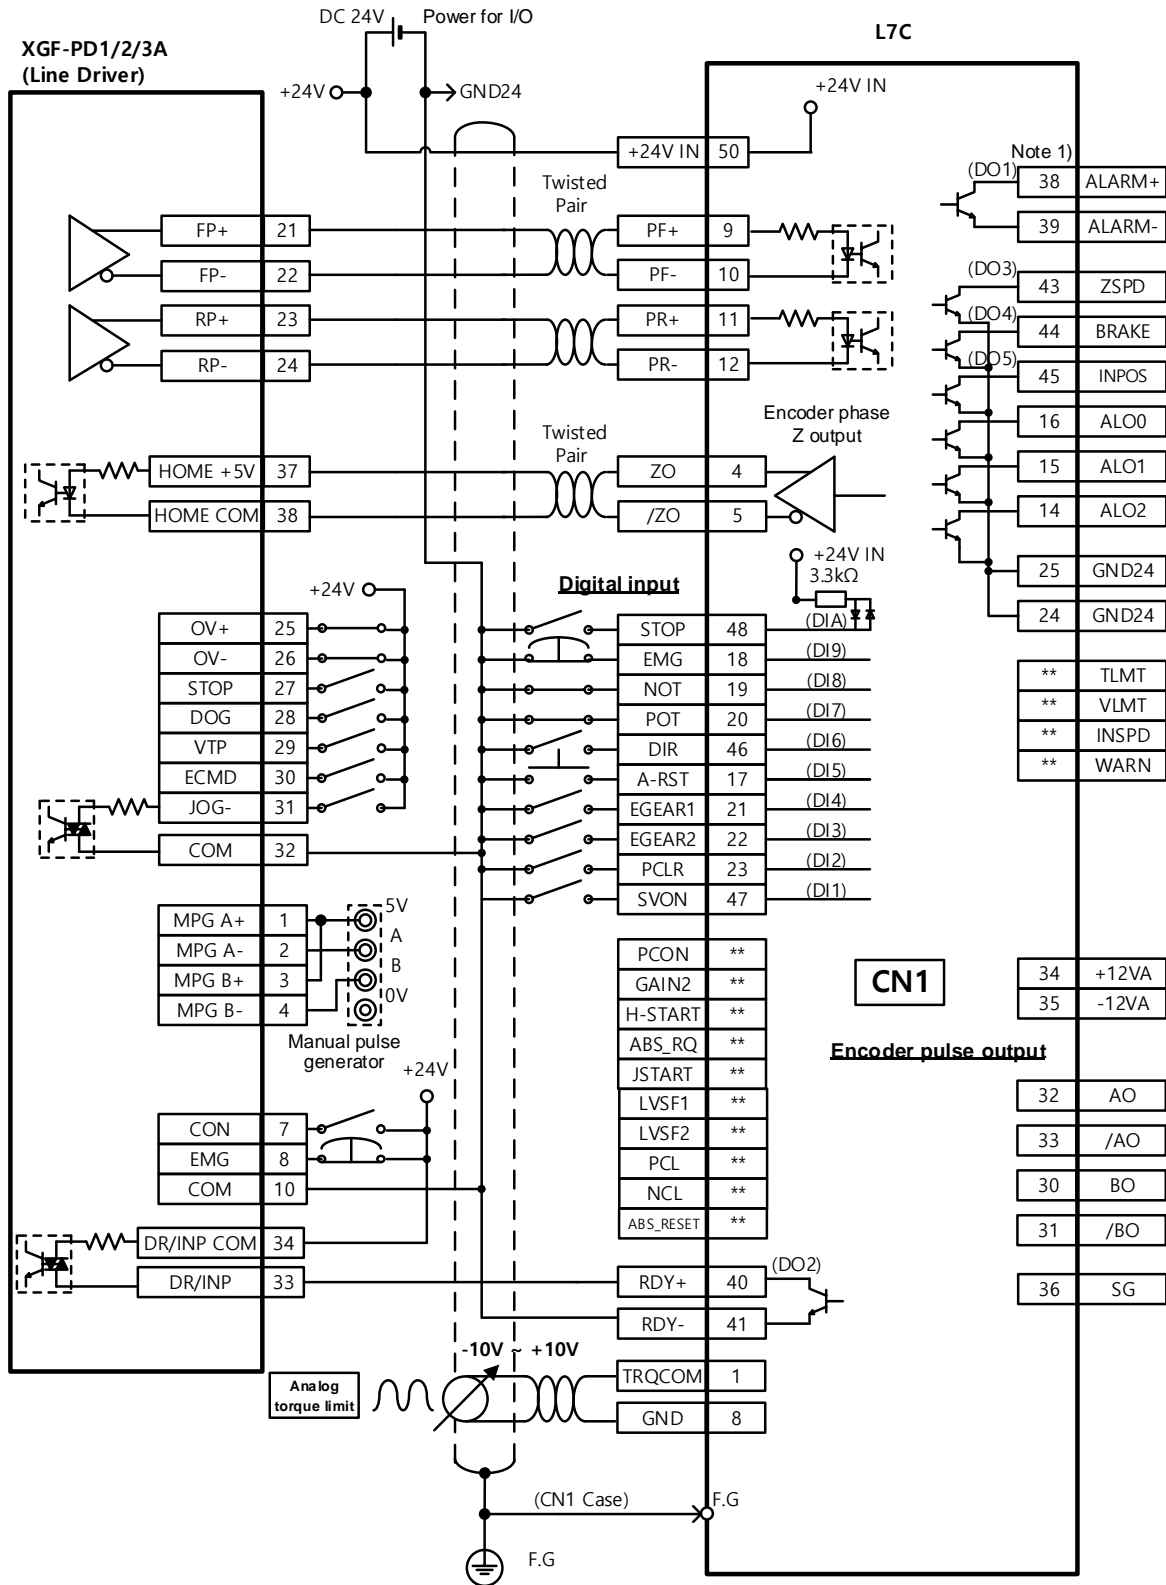 DC 24V
Power for I/O
XGF-PD1/2/3A
(Line Driver)
L7C
+24V
GND24
+24V IN
+24V IN 50
Note 1)
(DO1)
38 ALARM+
39 ALARM-
Twisted
Pair
FP+ 21
FP- 22
RP+ 23
RP- 24
PF+ 9
PF- 10
PR+ 11
PR- 12
(DO3)
43 ZSPD
(DO4)
44 BRAKE
(DO5)
45 INPOS
16 ALO0
15 ALO1
14 ALO2
25 GND24
24 GND24
Twisted
Pair
Encoder phase
Z output
HOME +5V 37
HOME COM 38
ZO 4
/ZO 5
+24V IN
3.3kΩ
+24V
Digital input
OV+ 25
OV- 26
STOP 27
DOG 28
VTP 29
ECMD 30
JOG- 31
COM 32
STOP 48 (DIA)
EMG 18 (DI9)
NOT 19 (DI8)
POT 20 (DI7)
DIR 46 (DI6)
A-RST 17 (DI5)
EGEAR1 21 (DI4)
EGEAR2 22 (DI3)
PCLR 23 (DI2)
SVON 47 (DI1)
** TLMT
** VLMT
** INSPD
** WARN
MPG A+ 1
MPG A- 2
MPG B+ 3
MPG B- 4
5V
A
B
0V
Manual pulse
generator
PCON **
GAIN2 **
H-START **
ABS_RQ **
JSTART **
LVSF1 **
LVSF2 **
PCL **
NCL **
ABS_RESET **
CN1
34 +12VA
35 -12VA
Encoder pulse output
32 AO
33 /AO
30 BO
31 /BO
36 SG
+24V
CON 7
EMG 8
COM 10
DR/INP COM 34
DR/INP 33
RDY+ 40
(DO2)
RDY- 41
-10V ~ +10V
Analog
torque limit
TRQCOM 1
GND 8
(CN1 Case)
F.G
F.G